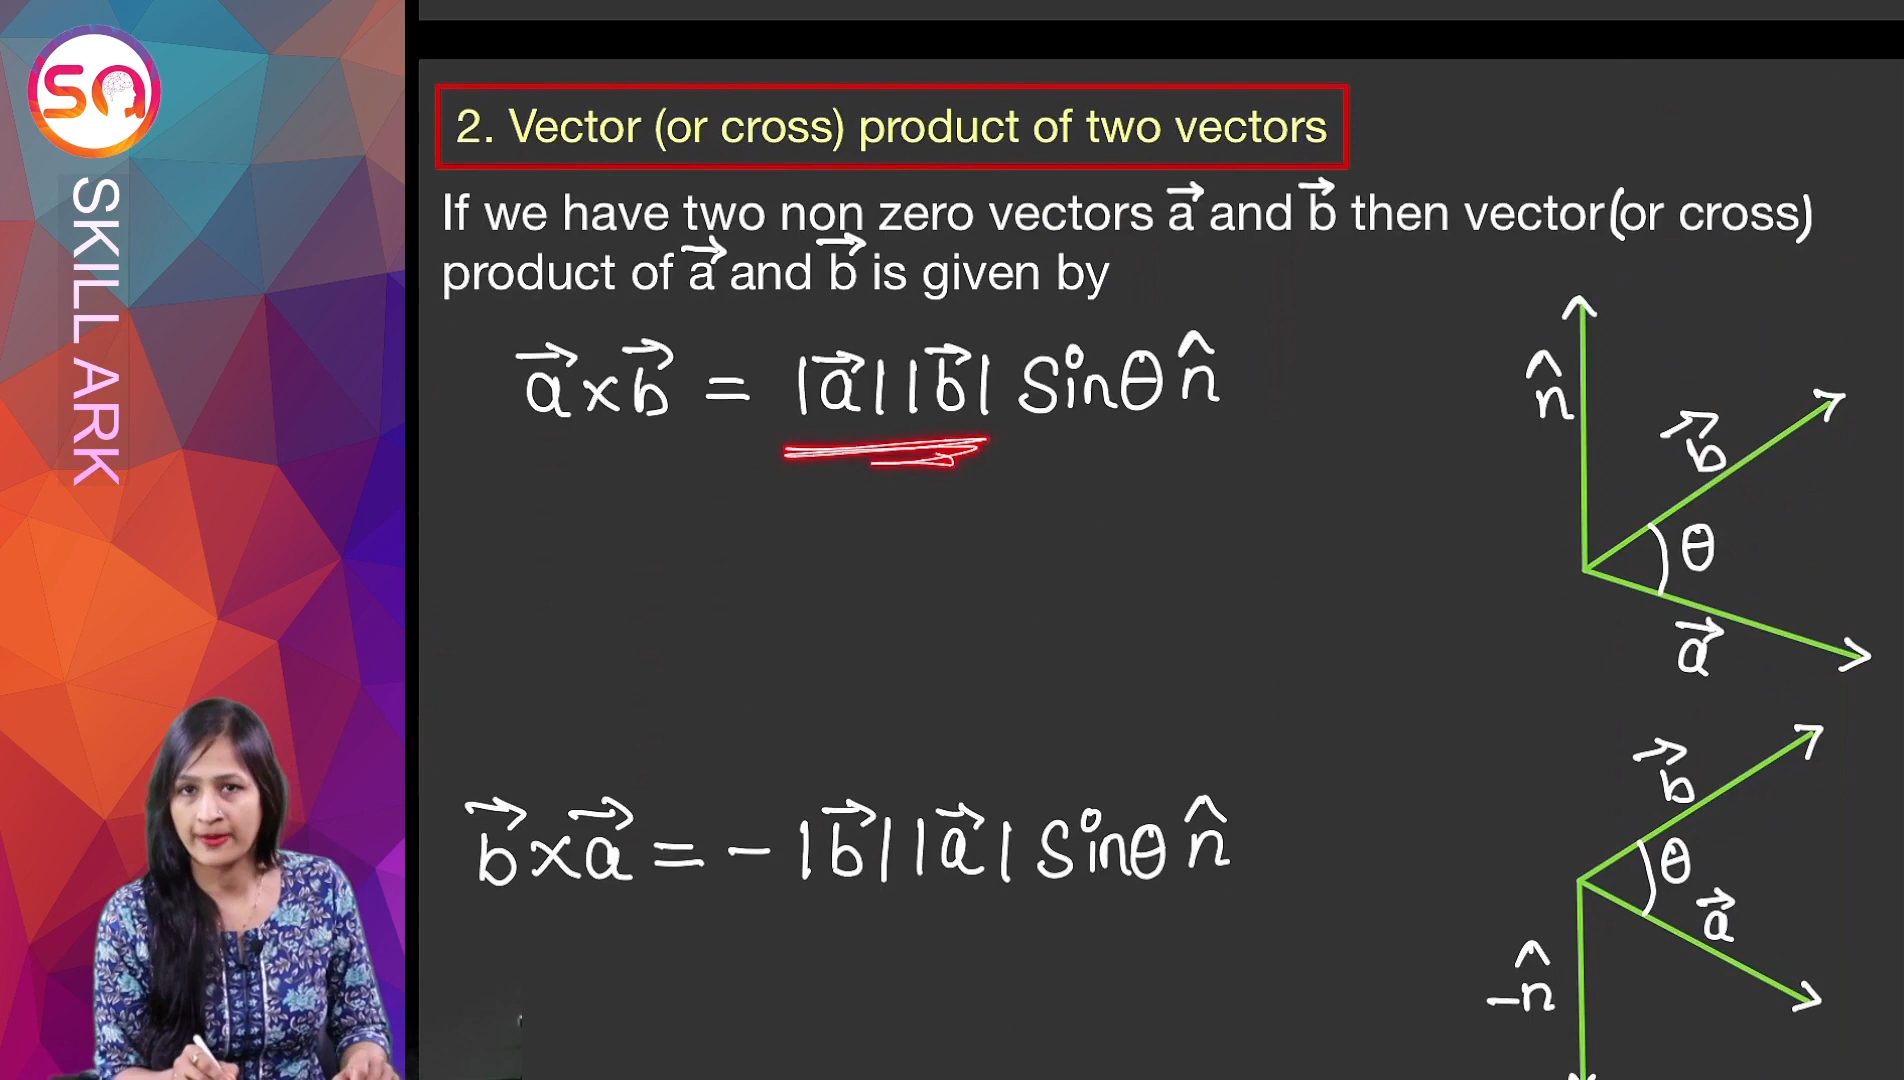 SA
SKILL ARK
2. Vector (or cross) product of two vectors
If we have two non zero vectors a⃗ and b⃗ then vector(or cross)
product of a⃗ and b⃗ is given by
a⃗ × b⃗ = |a⃗| |b⃗| Sinθ n̂
n̂
b⃗
θ
a⃗
b⃗ × a⃗ = - |b⃗| |a⃗| Sinθ n̂
b⃗
θ
a⃗
-n̂